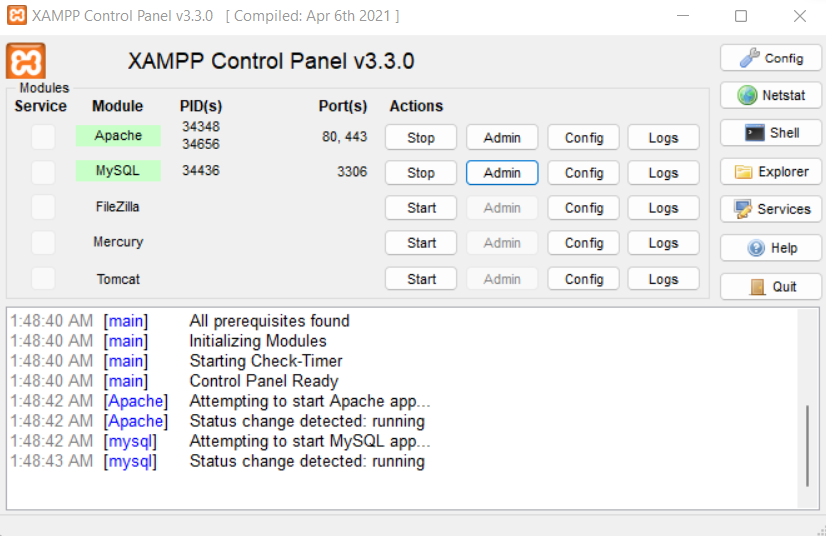 XAMPP Control Panel v3.3.0 [ Compiled: Apr 6th 2021 ]
XAMPP Control Panel v3.3.0
Config
Modules
Service Module PID(s) Port(s) Actions
Netstat
Apache 34348 34656 80, 443 Stop Admin Config Logs
Shell
MySQL 34436 3306 Stop Admin Config Logs
Explorer
FileZilla Start Admin Config Logs
Services
Mercury Start Admin Config Logs
Help
Tomcat Start Admin Config Logs
Quit
1:48:40 AM [main] All prerequisites found
1:48:40 AM [main] Initializing Modules
1:48:40 AM [main] Starting Check-Timer
1:48:40 AM [main] Control Panel Ready
1:48:42 AM [Apache] Attempting to start Apache app...
1:48:42 AM [Apache] Status change detected: running
1:48:42 AM [mysql] Attempting to start MySQL app...
1:48:43 AM [mysql] Status change detected: running